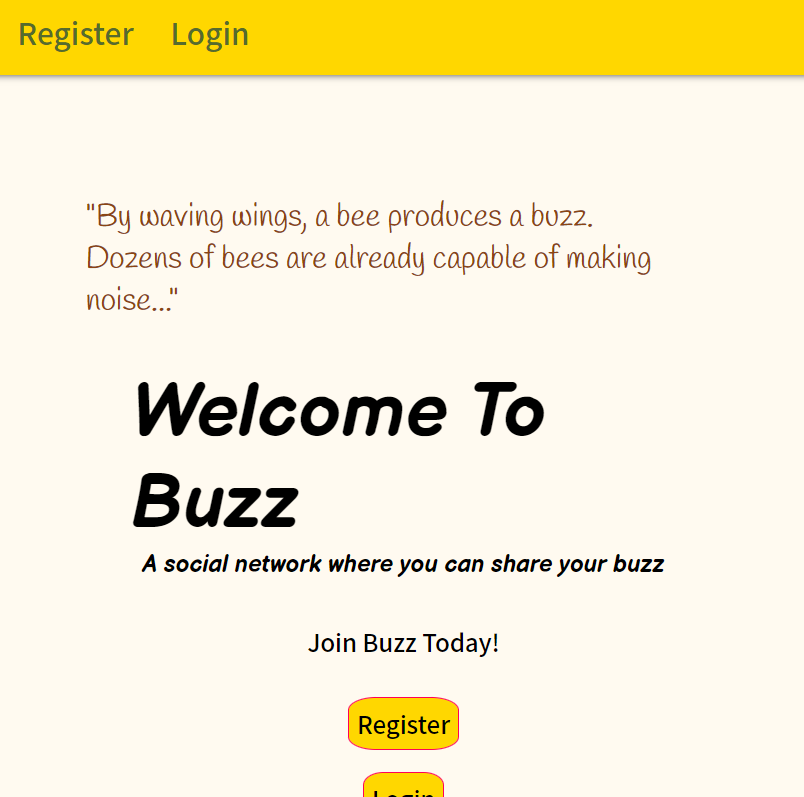 Register Login
"By waving wings, a bee produces a buzz.
Dozens of bees are already capable of making
noise..."
Welcome To
Buzz
A social network where you can share your buzz
Join Buzz Today!
Register
Login